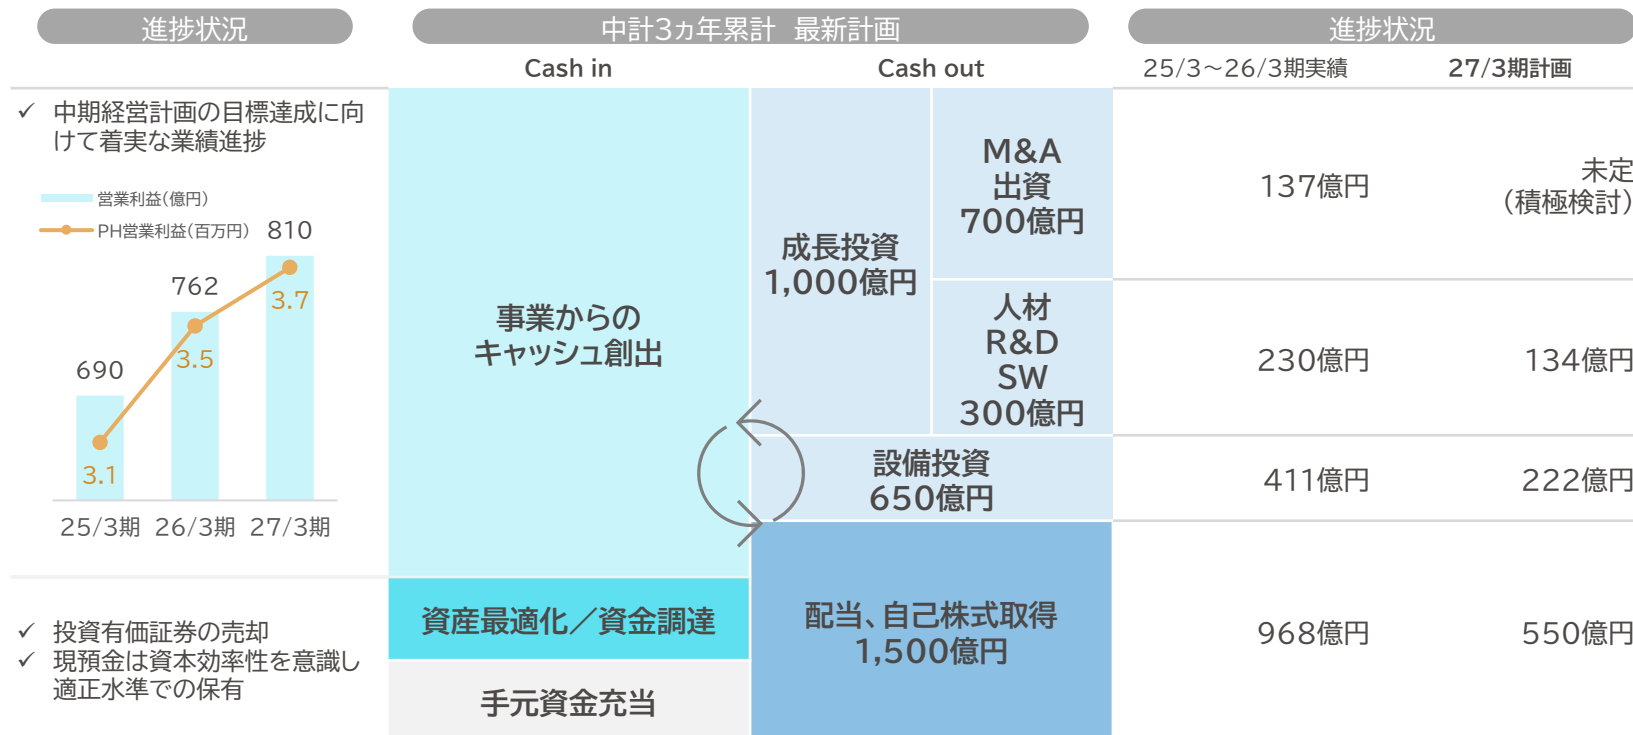 進捗状況
中計3ヵ年累計 最新計画
進捗状況
Cash in
Cash out
25/3~26/3期実績
27/3期計画
✓ 中期経営計画の目標達成に向
けて着実な業績進捗
営業利益(億円)
PH営業利益(百万円)
810
762
690
3.7
3.5
3.1
25/3期 26/3期 27/3期
✓ 投資有価証券の売却
✓ 現預金は資本効率性を意識し
適正水準での保有
事業からの
キャッシュ創出
資産最適化/資金調達
手元資金充当
成長投資
1,000億円
M&A
出資
700億円
人材
R&D
SW
300億円
設備投資
650億円
配当、自己株式取得
1,500億円
137億円
未定
(積極検討)
230億円
134億円
411億円
222億円
968億円
550億円